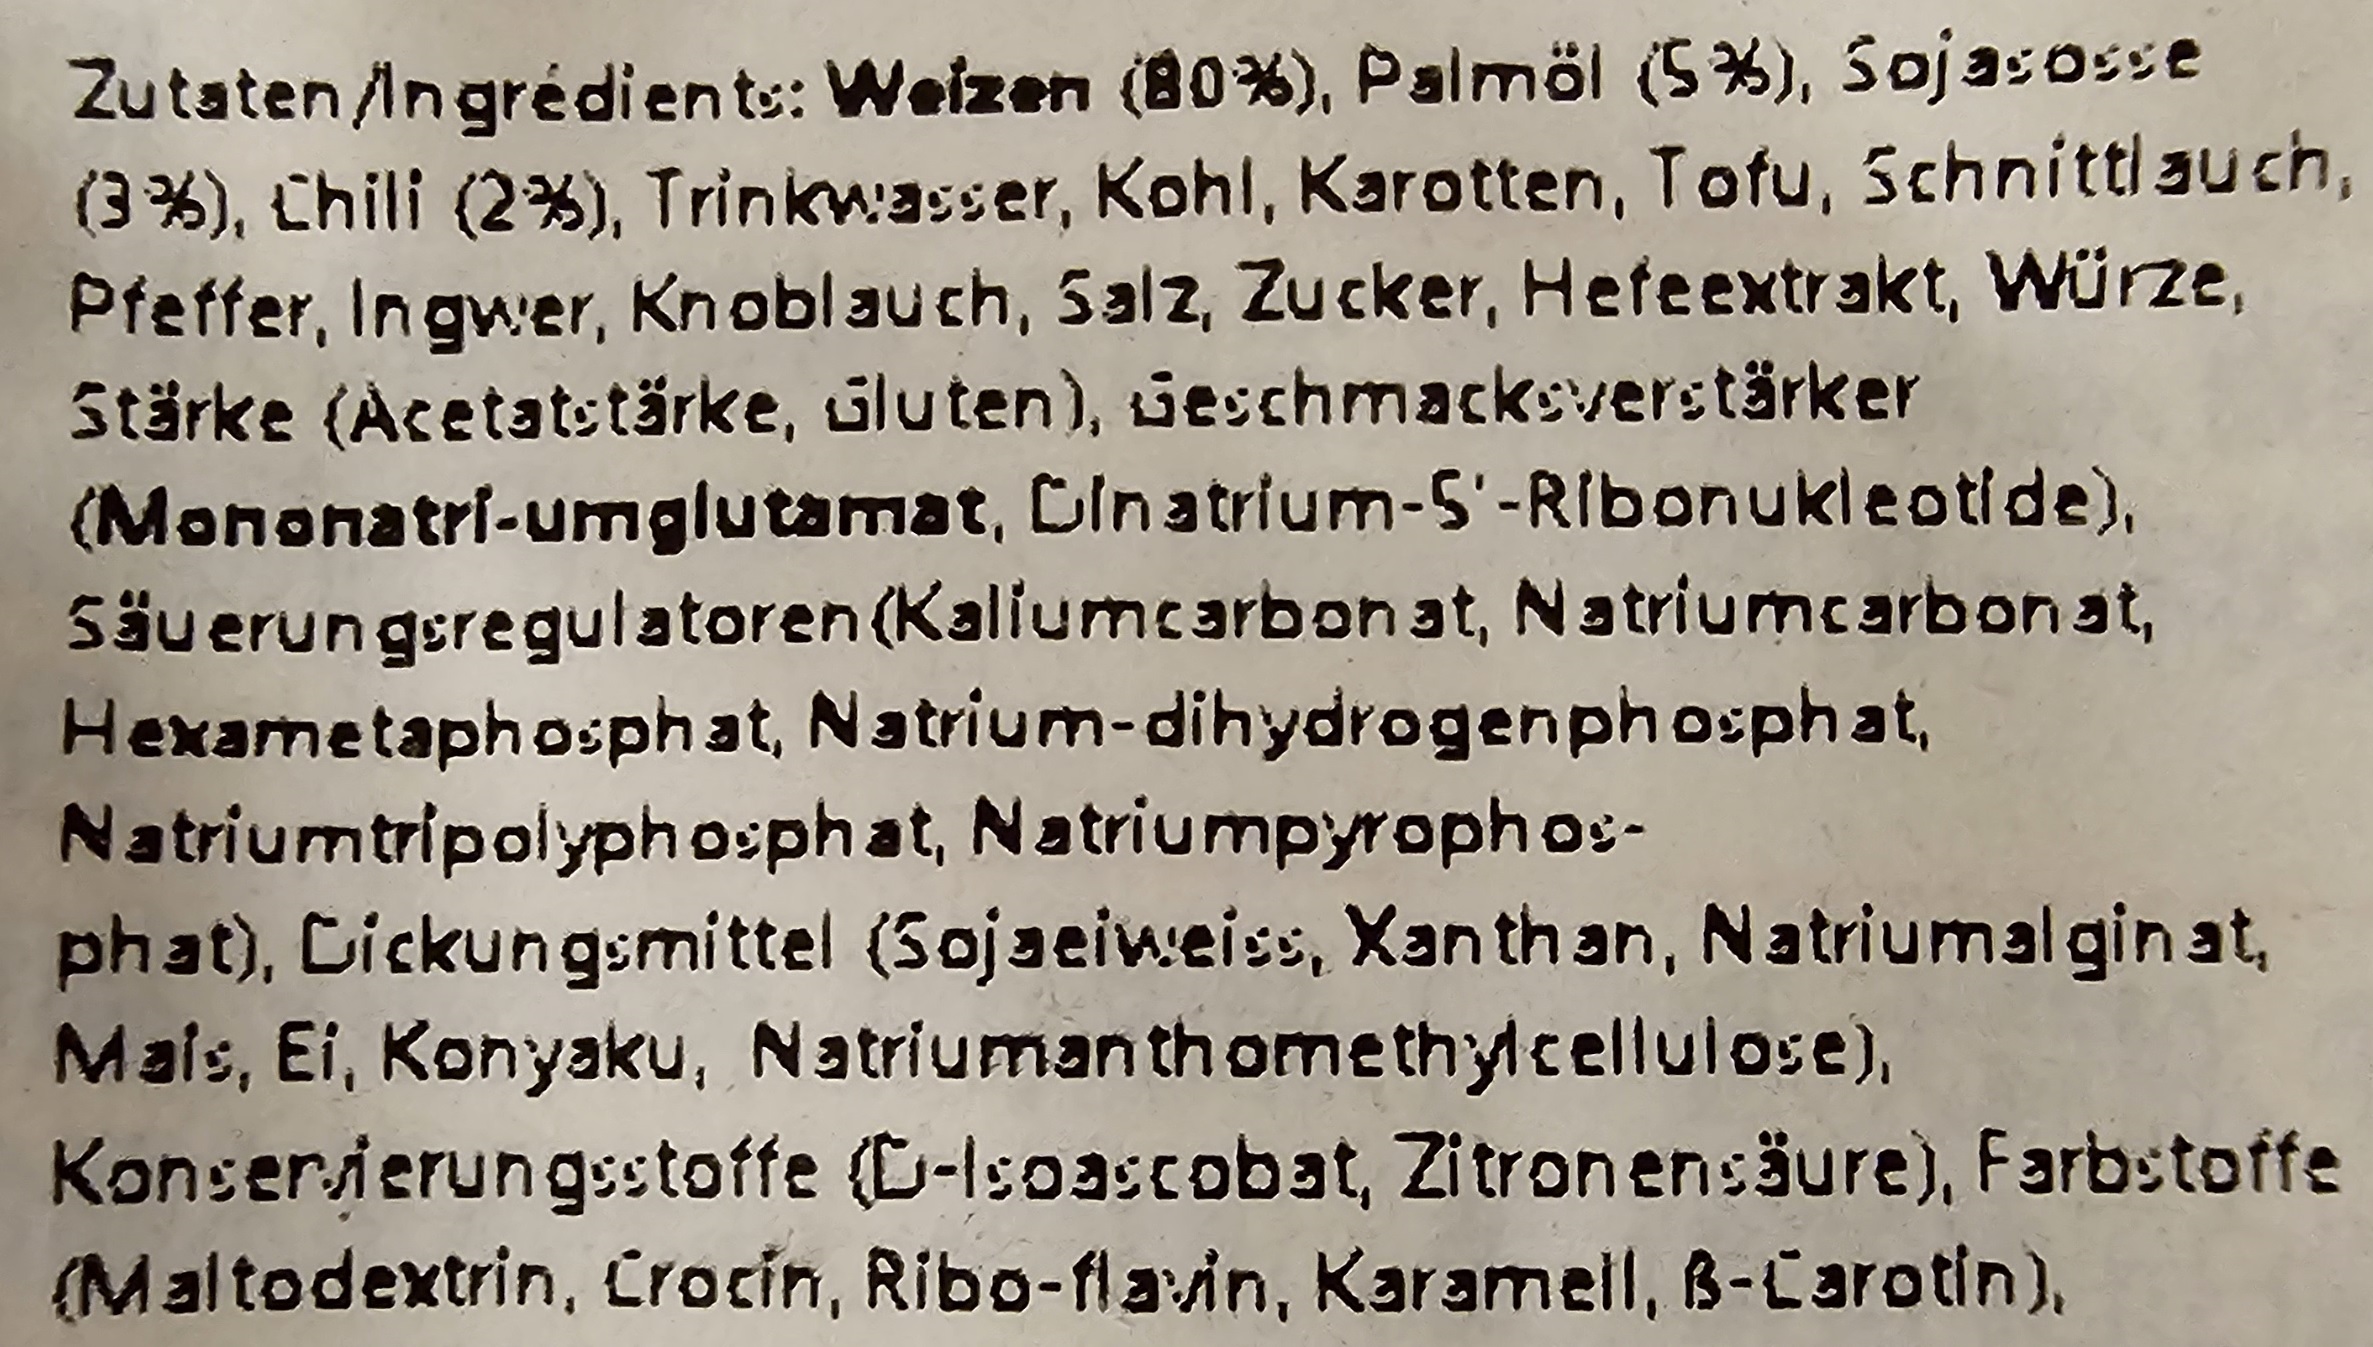 Zutaten/Ingrédients: Weizen (80%), Palmöl (5%), Sojasosse
(3%), Chili (2%), Trinkwasser, Kohl, Karotten, Tofu, Schnittlauch,
Pfeffer, Ingwer, Knoblauch, Salz, Zucker, Hefeextrakt, Würze,
Stärke (Acetatstärke, Gluten), Geschmacksverstärker
(Mononatri-umglutamat, Dinatrium-5'-Ribonukleotide),
Säuerungsregulatoren(Kaliumcarbonat, Natriumcarbonat,
Hexametaphosphat, Natrium-dihydrogenphosphat,
Natriumtripolyphosphat, Natriumpyrophos-
phat), Dickungsmittel (Sojaeiweiss, Xanthan, Natriumalginat,
Mais, Ei, Konyaku, Natriumanthomethylcellulose),
Konservierungsstoffe (D-Isoascobat, Zitronensäure), Farbstoffe
(Maltodextrin, Crocin, Ribo-flavin, Karamell, ß-Carotin),